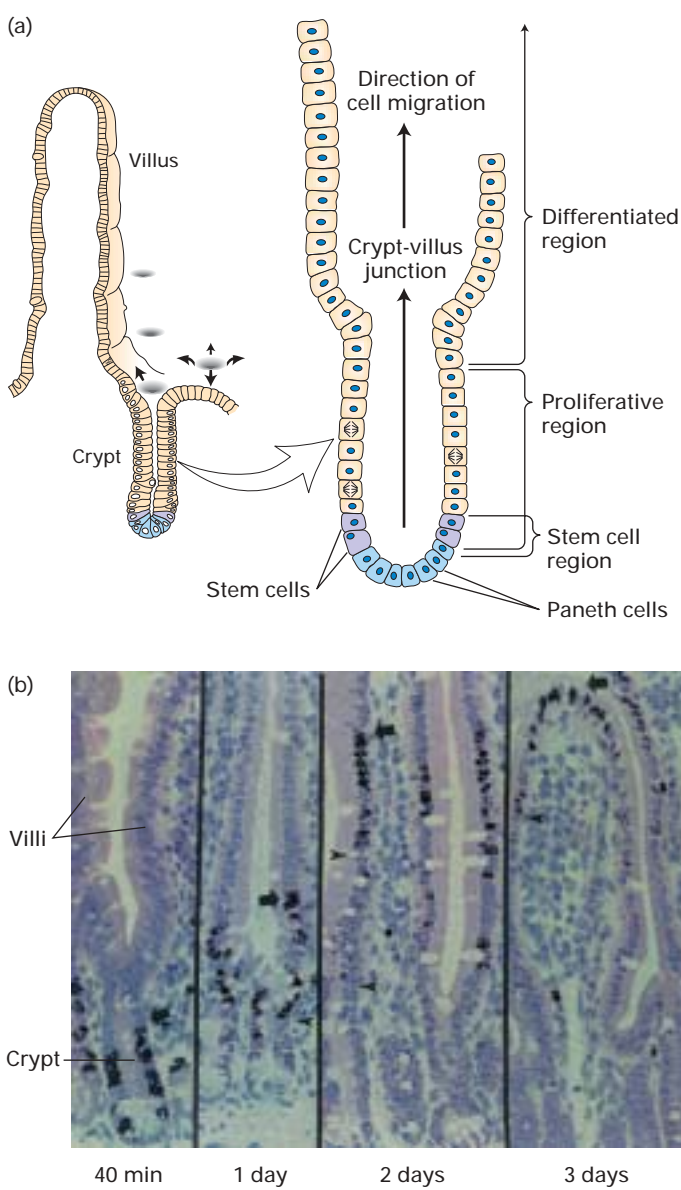 (a)
Villus
Crypt
Direction of
cell migration
Crypt-villus
junction
Differentiated
region
Proliferative
region
Stem cell
region
Stem cells
Paneth cells
(b)
Villi
Crypt
40 min
1 day
2 days
3 days